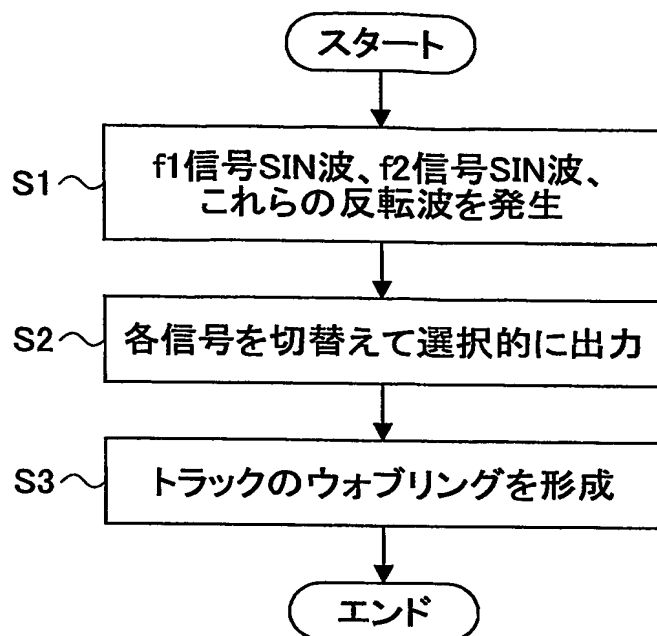 スタート
S1
f1信号SIN波、f2信号SIN波、
これらの反転波を発生
S2
各信号を切替えて選択的に出力
S3
トラックのウォブリングを形成
エンド